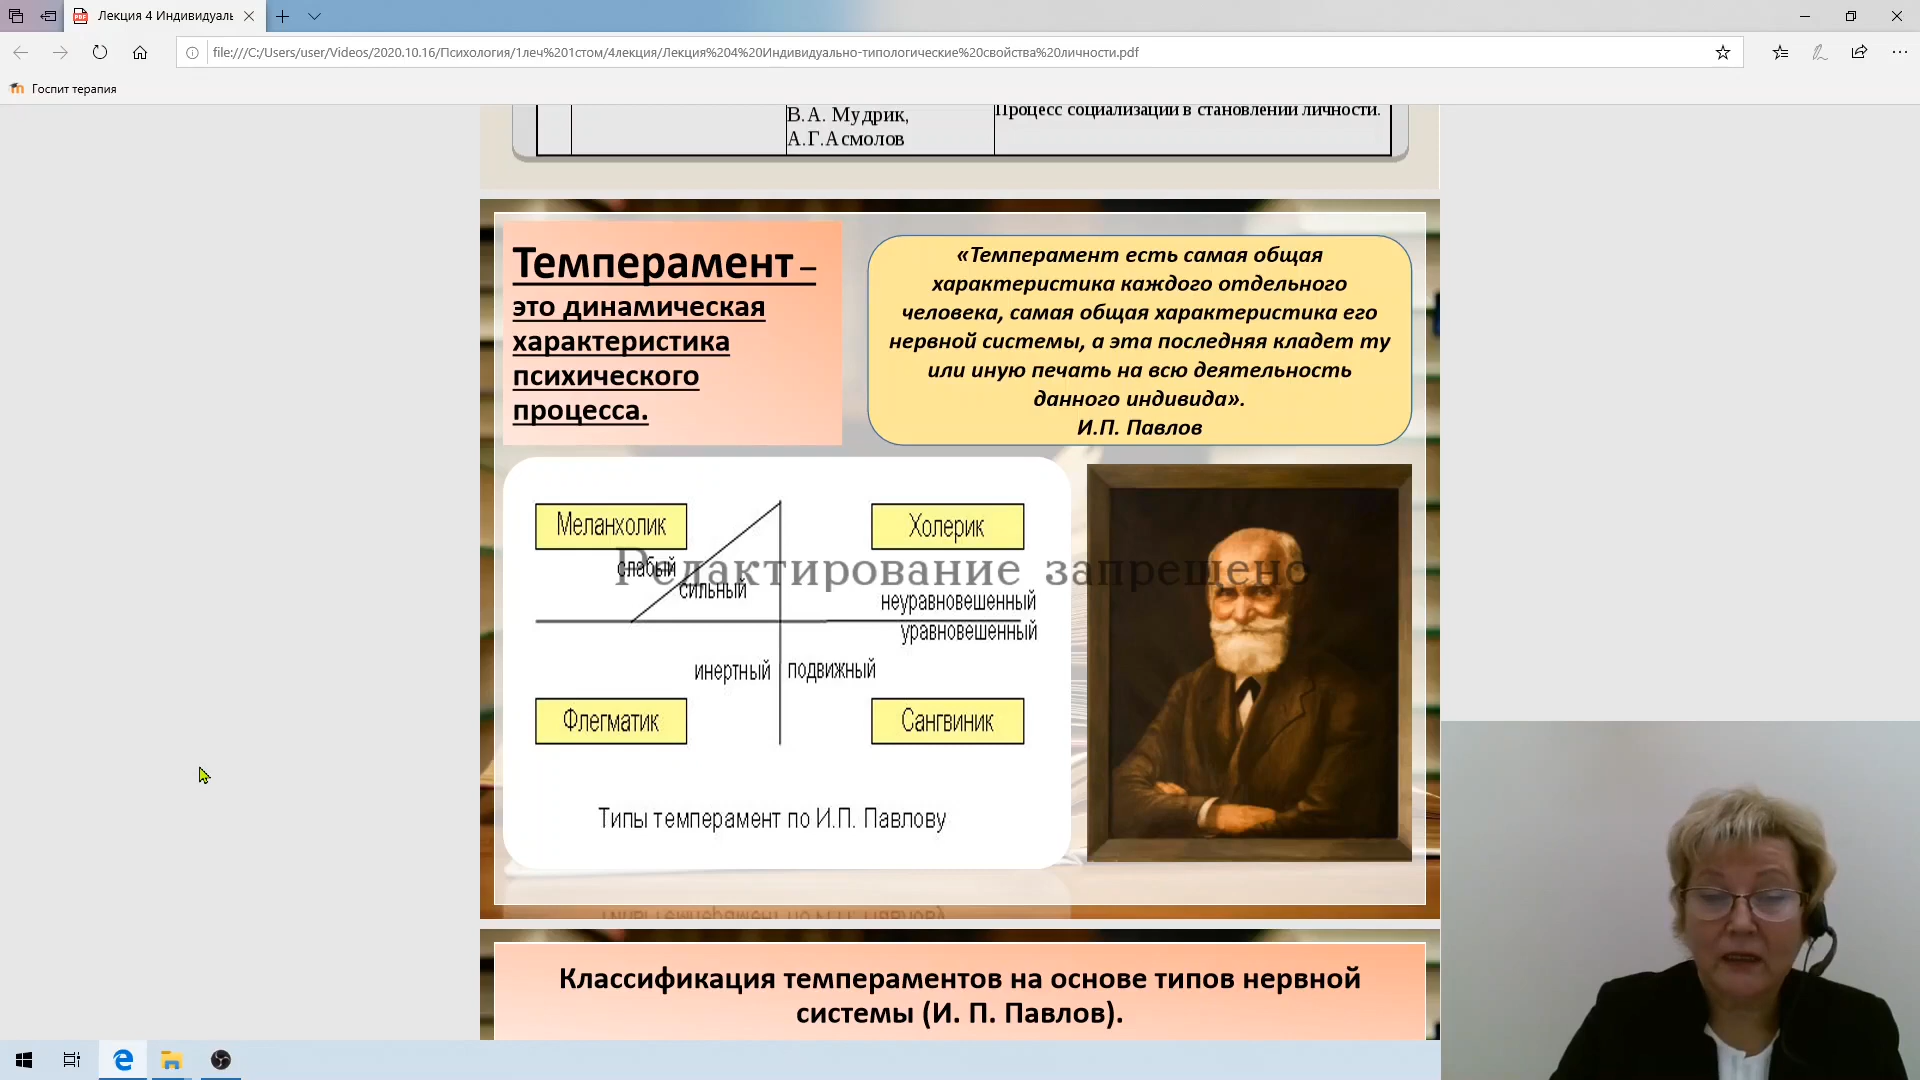 Лекция 4 Индивидуаль
file:///C:/Users/user/Videos/2020.10.16/Психология/1леч%201стом/4лекция/Лекция%204%20Индивидуально-типологические%20свойства%20личности.pdf
Госпит терапия
В.А. Мудрик,
А.Г.Асмолов
Процесс социализации в становлении личности.
Темперамент –
это динамическая
характеристика
психического
процесса.
«Темперамент есть самая общая
характеристика каждого отдельного
человека, самая общая характеристика его
нервной системы, а эта последняя кладет ту
или иную печать на всю деятельность
данного индивида».
И.П. Павлов
Меланхолик
Холерик
слабый
сильный
Редактирование запрещено
неуравновешенный
уравновешенный
инертный
подвижный
Флегматик
Сангвиник
Типы темперамент по И.П. Павлову
Классификация темпераментов на основе типов нервной
системы (И. П. Павлов).